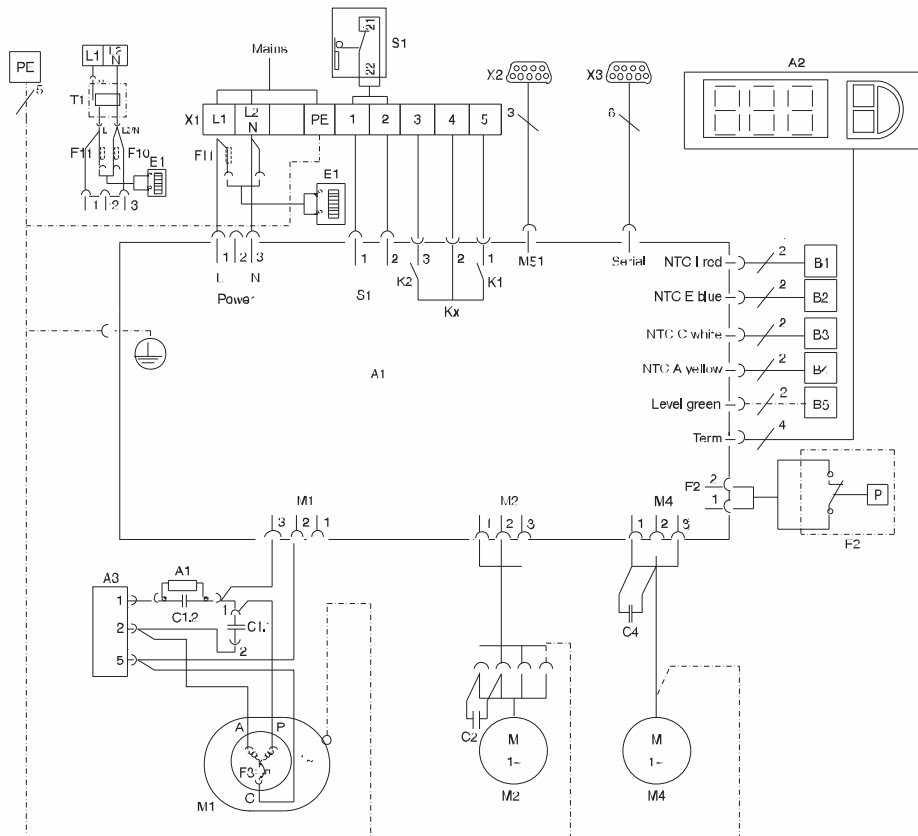 PE
5
L1 L2
N
T1
L L2/N
F11 F10
E1
1 2 3
Mains
X1 L1 L2
N
PE 1 2 3 4 5
F11
E1
21
22
S1
X2
3
X3
6
A2
1 2 3
L N
Power
1 2
S1
3 2 1
K2 K1
Kx
MS1
Serial
A1
NTC I red 2 B1
NTC E blue 2 B2
NTC C white 2 B3
NTC A yellow 2 B4
Level green 2 B5
Term 4
F2 2
1
P
F2
M1
3 2 1
M2
1 2 3
M4
1 2 3
A3
1
2
5
A1
C1.2
1
C1.1
2
A P
F3
C
1~
M1
C2
M
1~
M2
C4
M
1~
M4